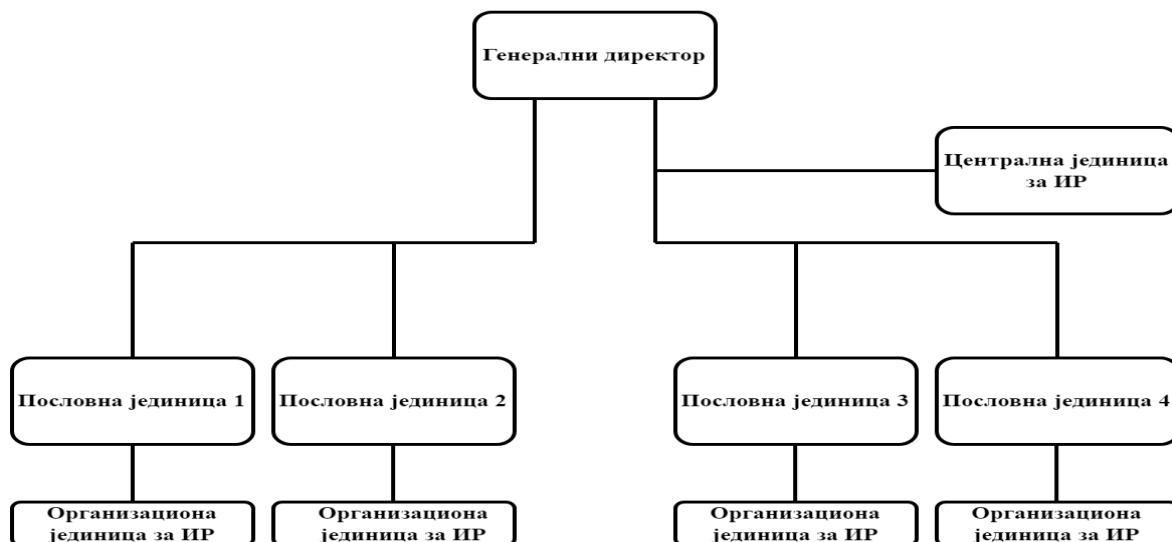 Генерални директор
Централна јединица
за ИР
Пословна јединица 1
Пословна јединица 2
Пословна јединица 3
Пословна јединица 4
Организациона
јединица за ИР
Организациона
јединица за ИР
Организациона
јединица за ИР
Организациона
јединица за ИР